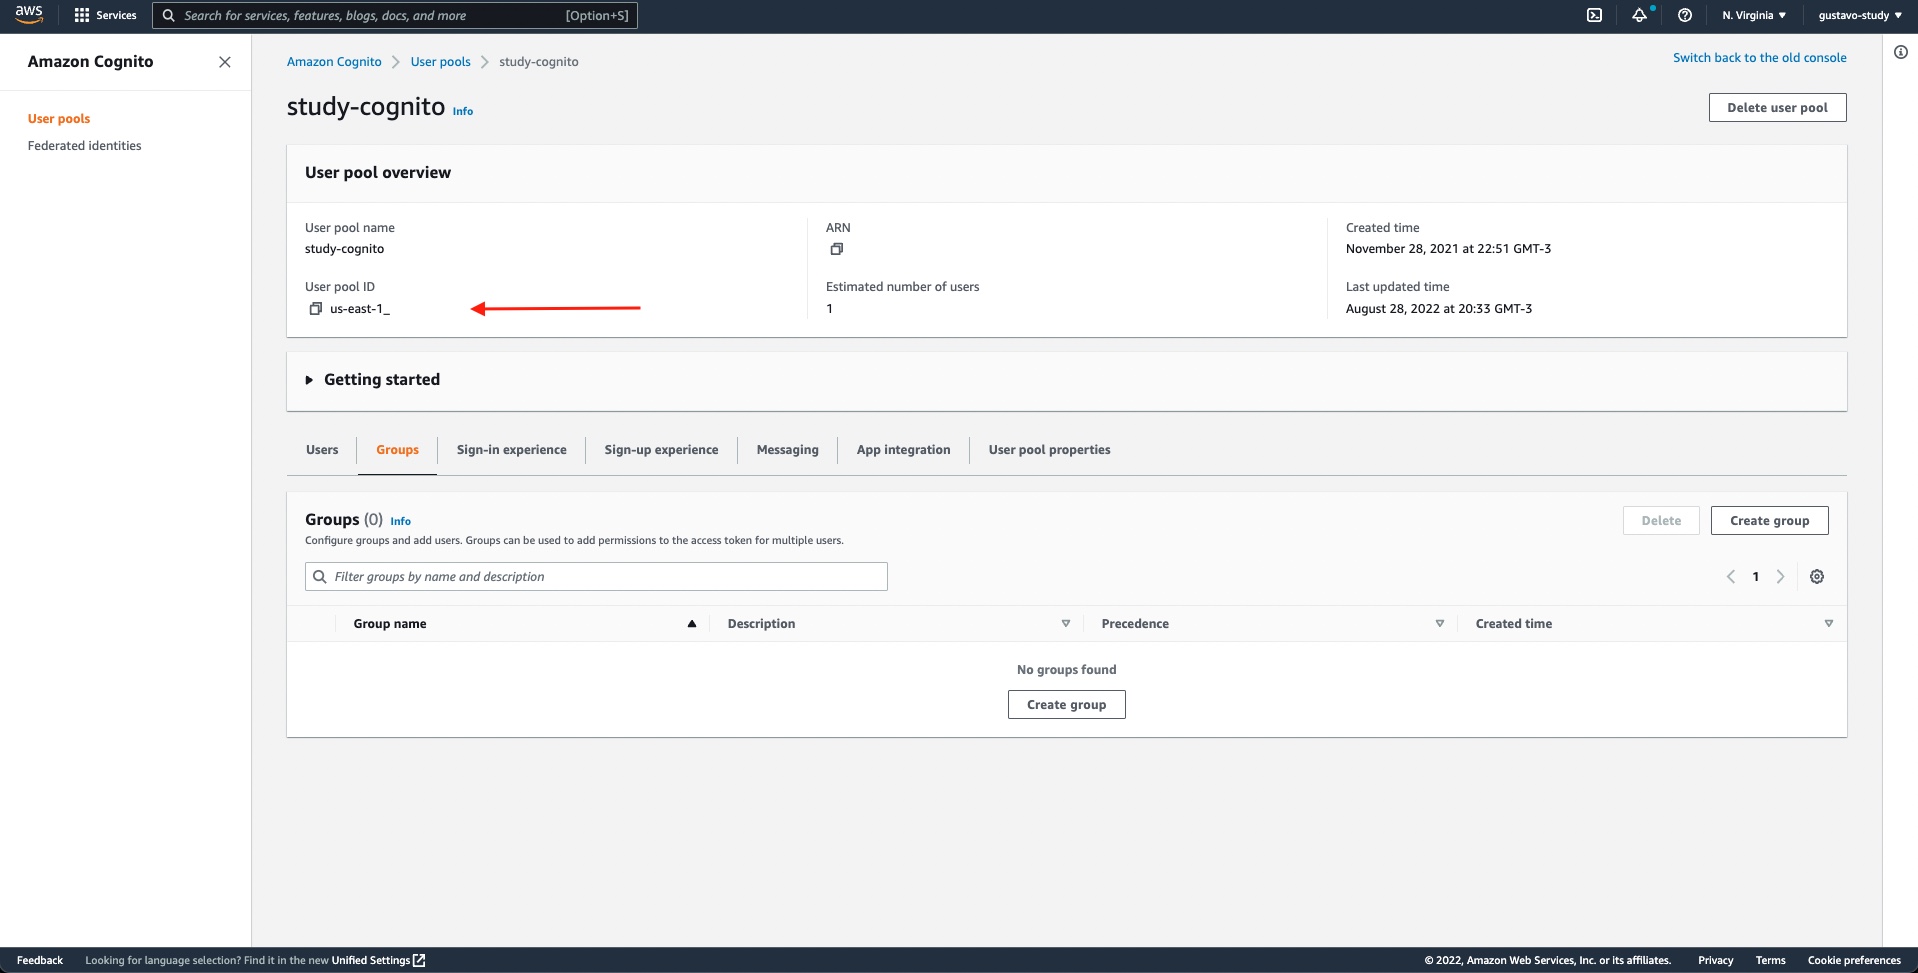 aws
Services
Search for services, features, blogs, docs, and more
[Option+S]
N. Virginia
gustavo-study
Amazon Cognito
User pools
Federated identities
Amazon Cognito
User pools
study-cognito
Switch back to the old console
study-cognito Info
Delete user pool
User pool overview
User pool name
study-cognito
User pool ID
us-east-1_
ARN
Estimated number of users
1
Created time
November 28, 2021 at 22:51 GMT-3
Last updated time
August 28, 2022 at 20:33 GMT-3
Getting started
Users
Groups
Sign-in experience
Sign-up experience
Messaging
App integration
User pool properties
Groups (0) Info
Configure groups and add users. Groups can be used to add permissions to the access token for multiple users.
Delete
Create group
Filter groups by name and description
1
Group name
Description
Precedence
Created time
No groups found
Create group
Feedback
Looking for language selection? Find it in the new Unified Settings
© 2022, Amazon Web Services, Inc. or its affiliates.
Privacy
Terms
Cookie preferences